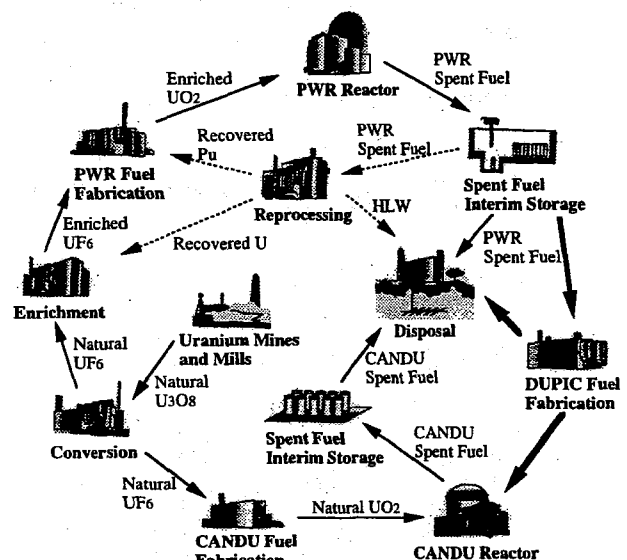 PWR
Spent Fuel
Enriched
UO2
PWR Reactor
Recovered
Pu
PWR
Spent Fuel
PWR Fuel
Fabrication
Spent Fuel
Interim Storage
Reprocessing
HLW
Enriched
UF6
Recovered U
PWR
Spent Fuel
Enrichment
Uranium Mines
and Mills
Disposal
Natural
UF6
CANDU
Spent Fuel
DUPIC Fuel
Fabrication
Natural
U3O8
Spent Fuel
Interim Storage
CANDU
Spent Fuel
Conversion
Natural
UF6
Natural UO2
CANDU Fuel
Fabrication
CANDU Reactor